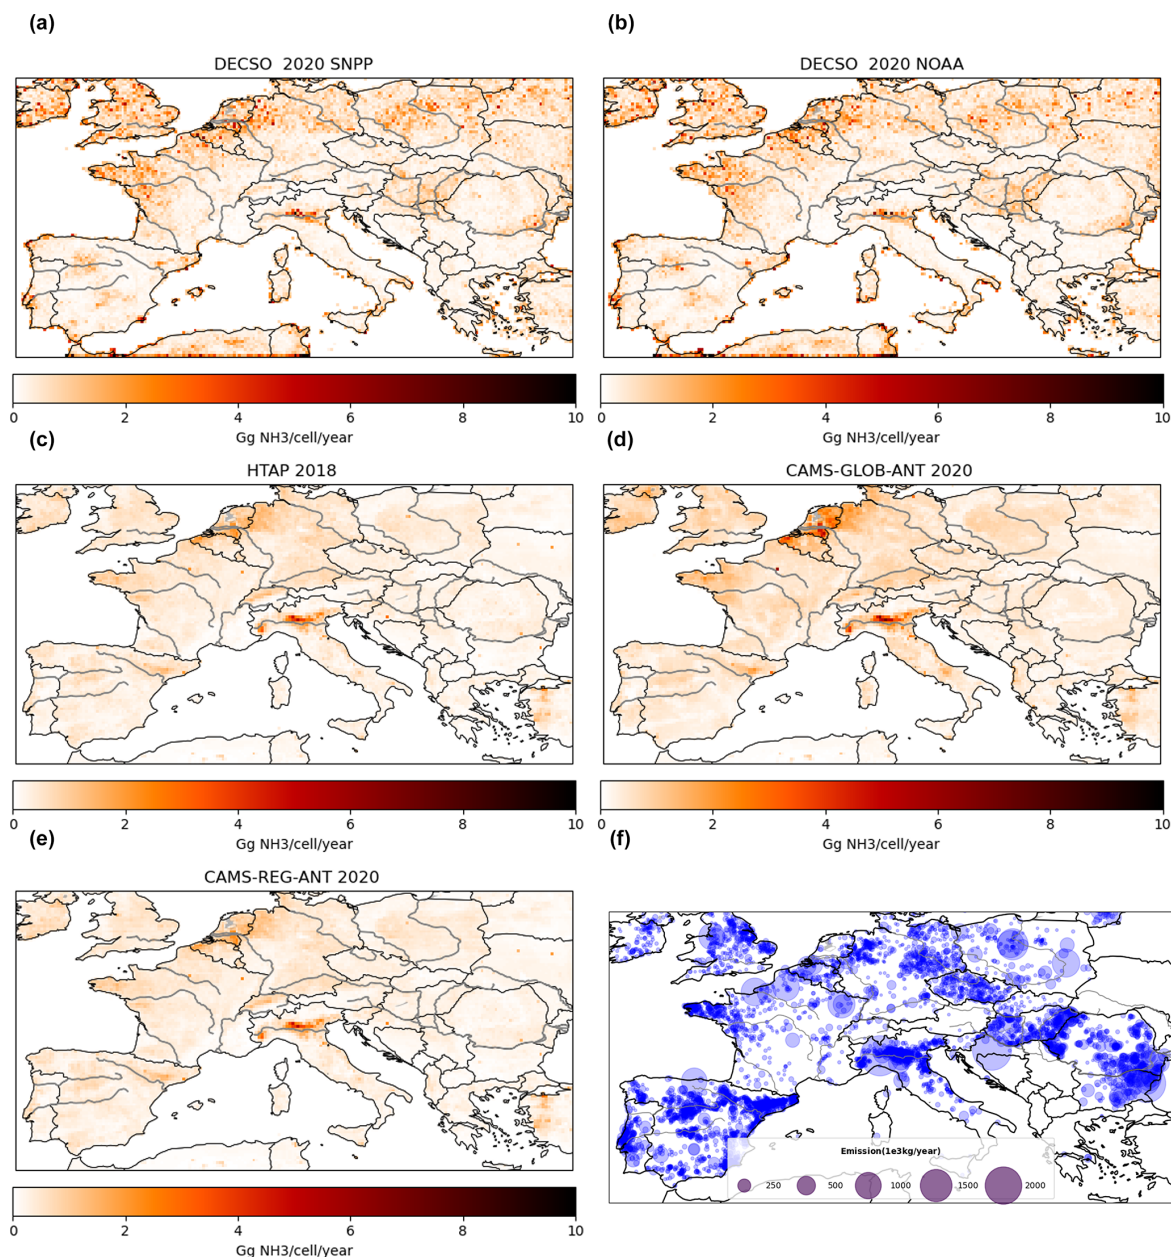 (a)
(b)
DECSO  2020 SNPP
DECSO  2020 NOAA
0 2 4 6 8 10
Gg NH3/cell/year
0 2 4 6 8 10
Gg NH3/cell/year
(c)
(d)
HTAP 2018
CAMS-GLOB-ANT 2020
0 2 4 6 8 10
Gg NH3/cell/year
0 2 4 6 8 10
Gg NH3/cell/year
(e)
(f)
CAMS-REG-ANT 2020
Emission(1e3kg/year)
250 500 1000 1500 2000
0 2 4 6 8 10
Gg NH3/cell/year